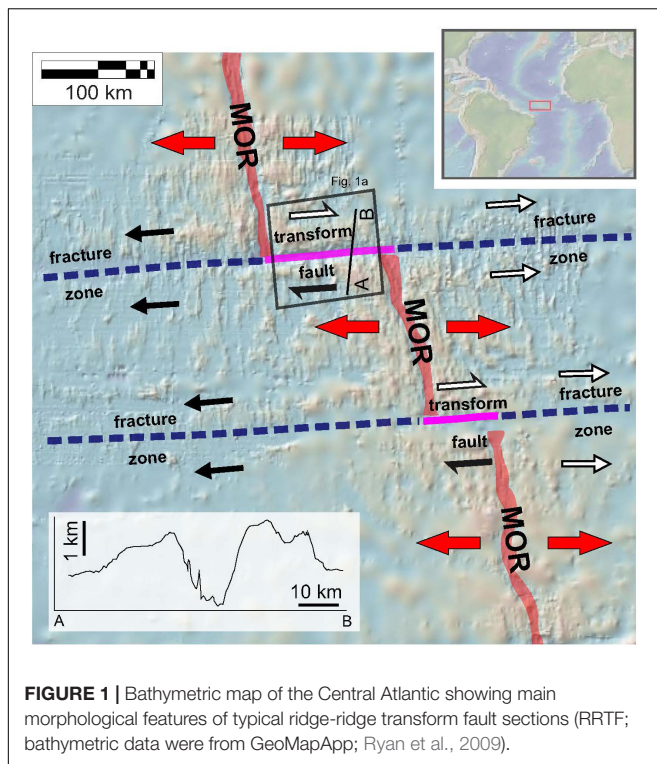 100 km
MOR
Fig. 1a
transform
fault
A
B
fracture
zone
fracture
zone
MOR
transform
fault
fracture
zone
fracture
zone
MOR
1 km
10 km
A
B
FIGURE 1 | Bathymetric map of the Central Atlantic showing main
morphological features of typical ridge-ridge transform fault sections (RRTF;
bathymetric data were from GeoMapApp; Ryan et al., 2009).